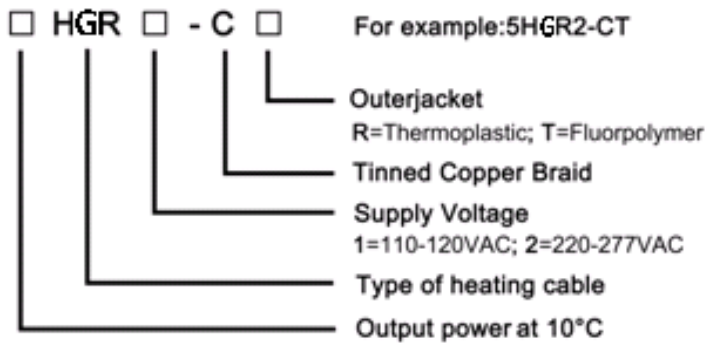 □ HGR □ - C □ For example:5HGR2-CT
Outerjacket
R=Thermoplastic; T=Fluorpolymer
Tinned Copper Braid
Supply Voltage
1=110-120VAC; 2=220-277VAC
Type of heating cable
Output power at 10°C